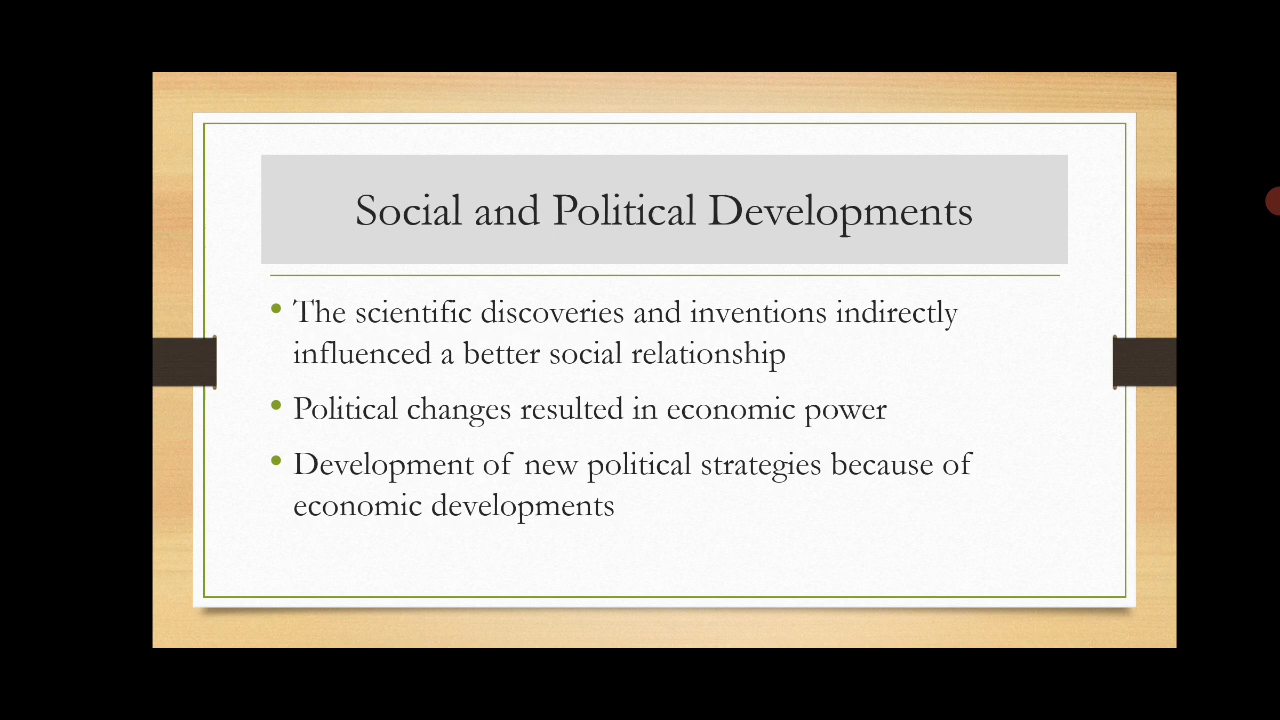 Social and Political Developments
• The scientific discoveries and inventions indirectly
influenced a better social relationship
• Political changes resulted in economic power
• Development of new political strategies because of
economic developments